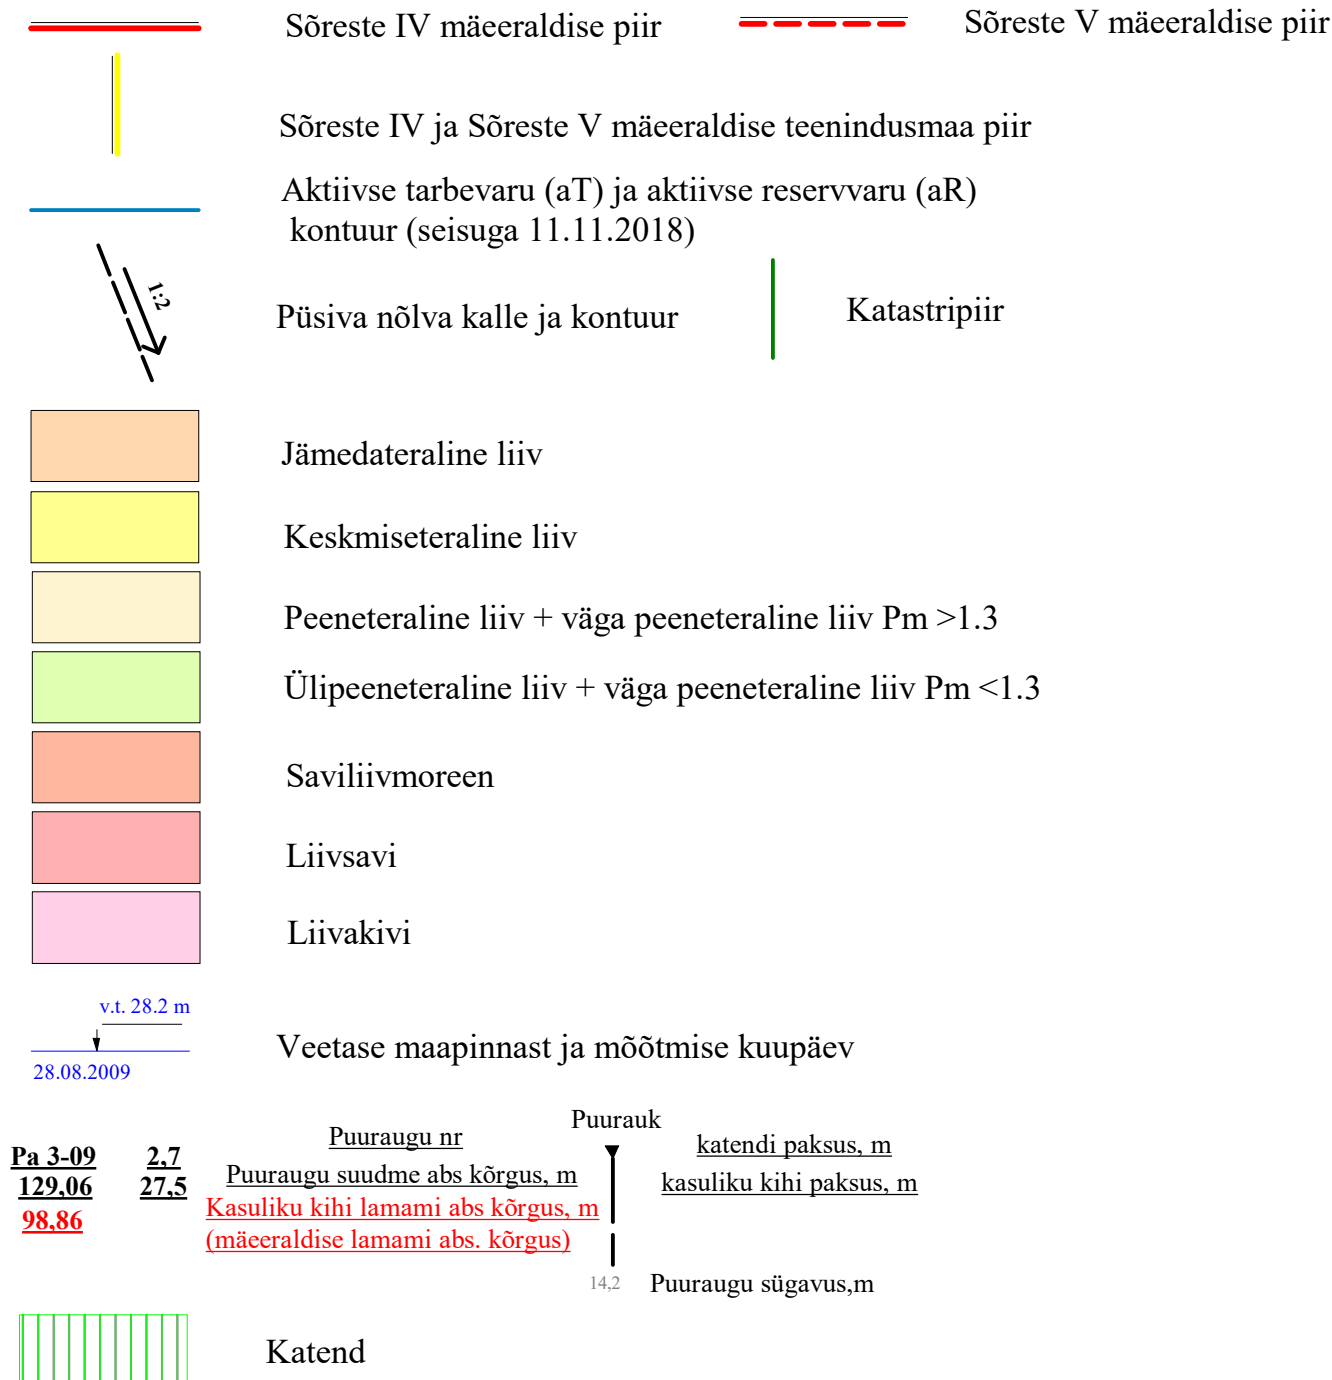 Sõreste IV mäeeraldise piir
Sõreste V mäeeraldise piir
Sõreste IV ja Sõreste V mäeeraldise teenindusmaa piir
Aktiivse tarbevaru (aT) ja aktiivse reservvaru (aR)
kontuur (seisuga 11.11.2018)
1:2
Püsiva nõlva kalle ja kontuur
Katastripiir
Jämedateraline liiv
Keskmiseteraline liiv
Peeneteraline liiv + väga peeneteraline liiv Pm >1.3
Ülipeeneteraline liiv + väga peeneteraline liiv Pm <1.3
Saviliivmoreen
Liivsavi
Liivakivi
v.t. 28.2 m
28.08.2009
Veetase maapinnast ja mõõtmise kuupäev
Pa 3-09 2,7
129,06 27,5
98,86
Puuraugu nr
Puuraugu suudme abs kõrgus, m
Kasuliku kihi lamami abs kõrgus, m
(mäeeraldise lamami abs. kõrgus)
Puurauk
katendi paksus, m
kasuliku kihi paksus, m
14,2 Puuraugu sügavus,m
Katend